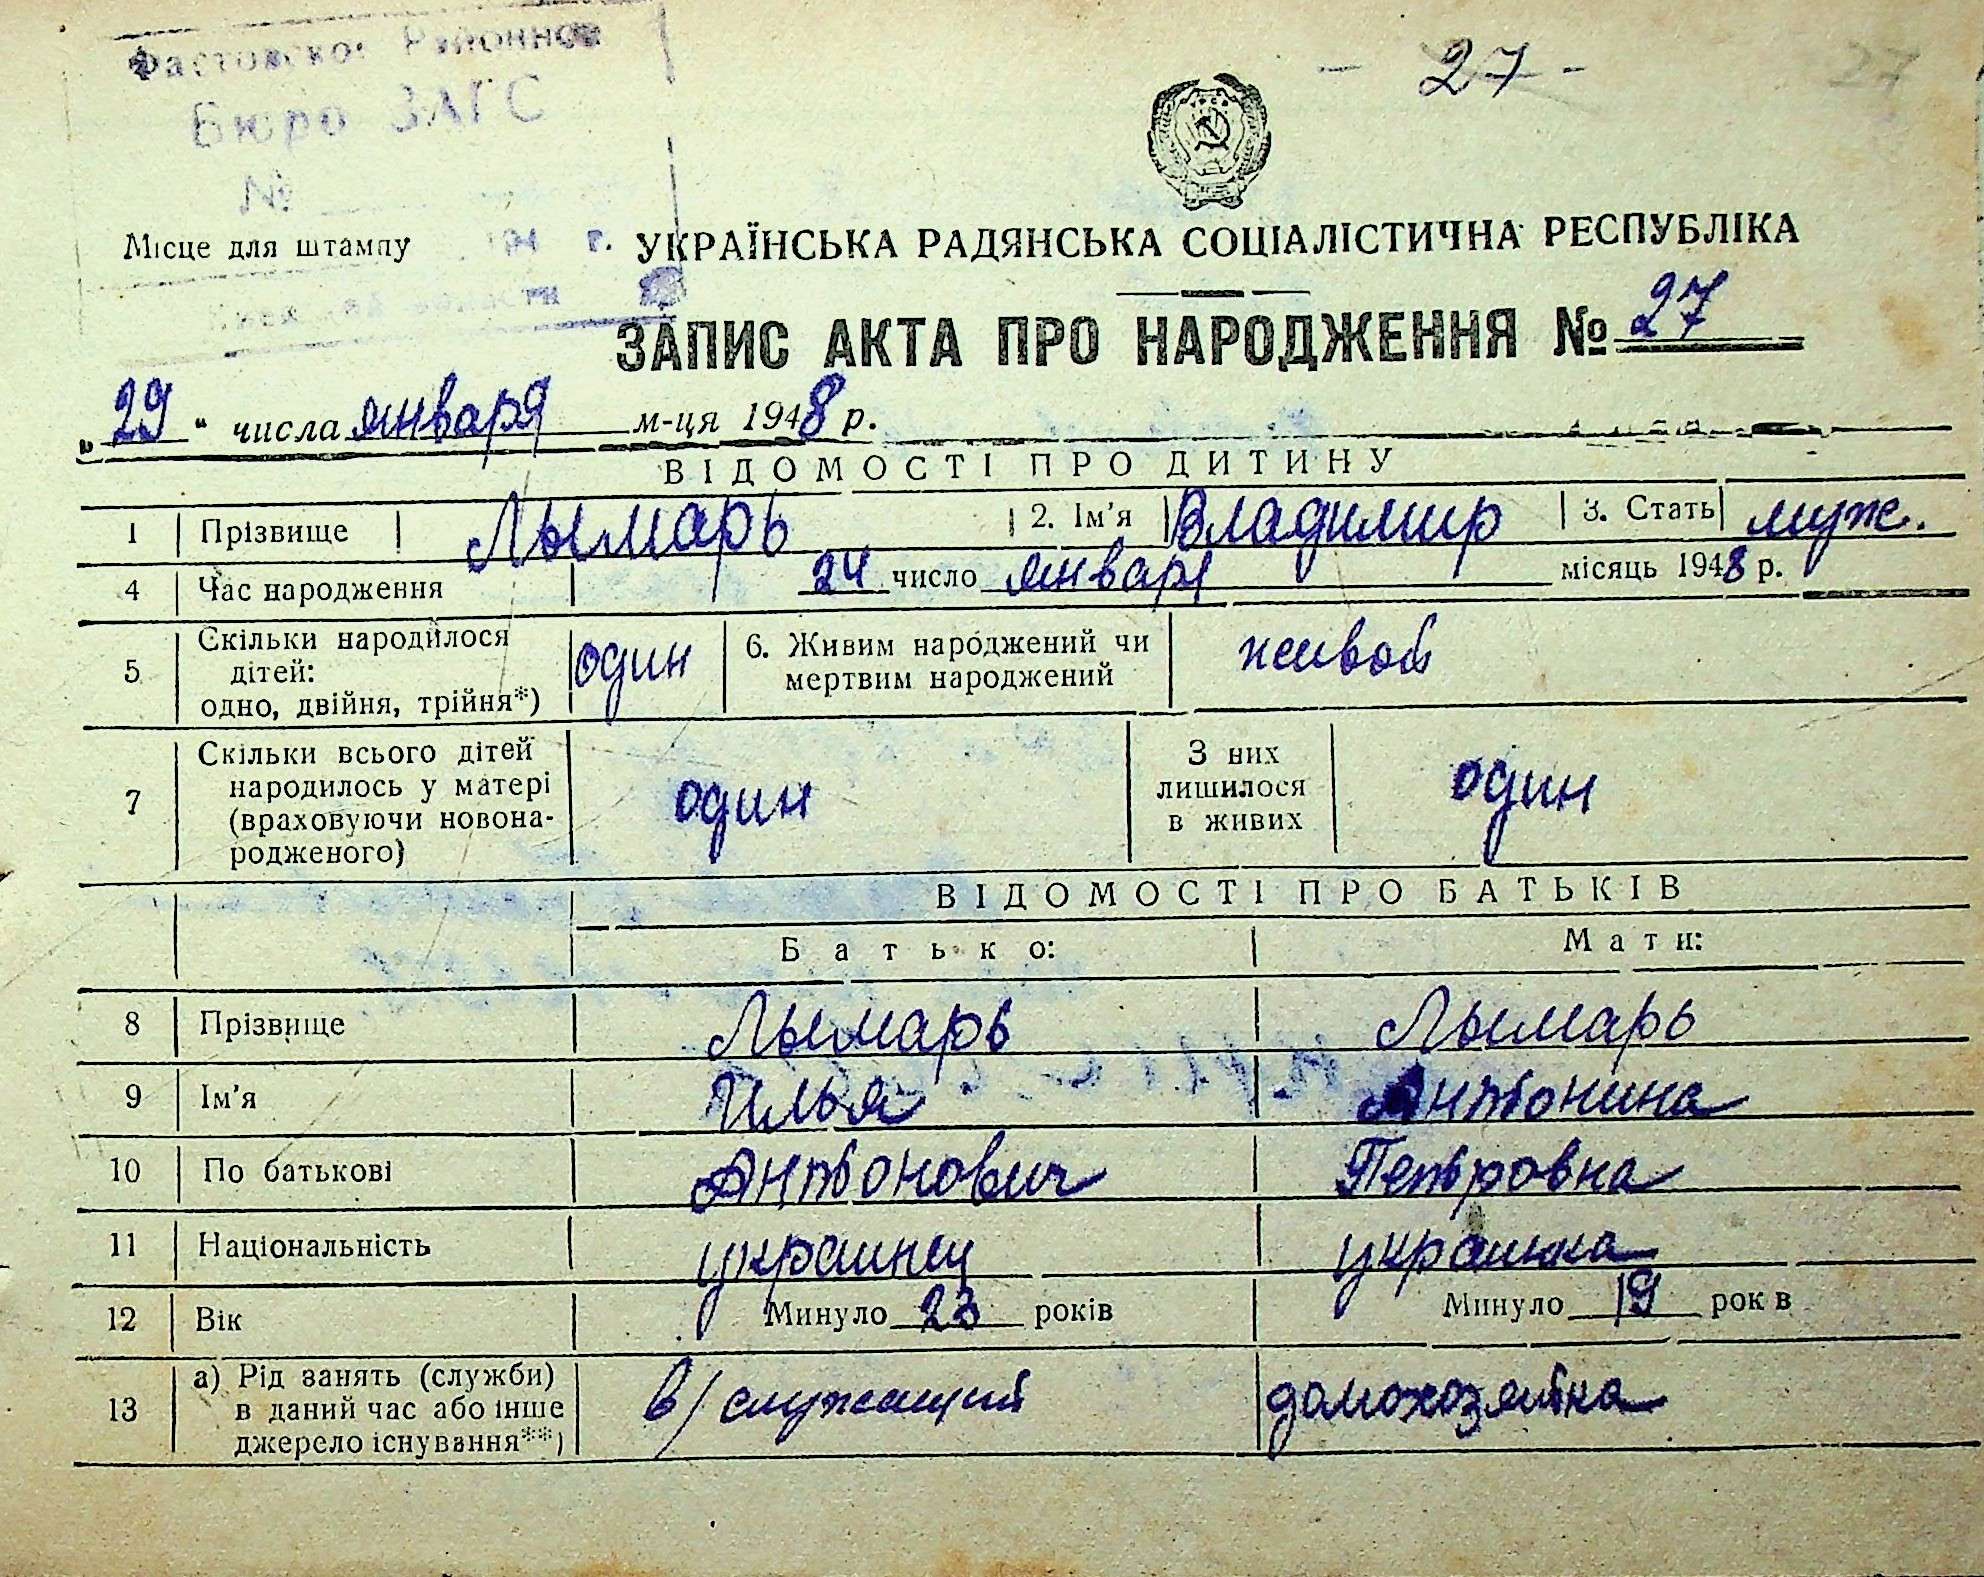 Фастовское Районное
- 27 -
27
Бюро ЗАГС
№
Місце для штампу 194 г.
УКРАЇНСЬКА РАДЯНСЬКА СОЦІАЛІСТИЧНА РЕСПУБЛІКА
области
ЗАПИС АКТА ПРО НАРОДЖЕННЯ № 27
„29“ числа января м-ця 1948 р.
ВІДОМОСТІ ПРО ДИТИНУ
1 Прізвище Лымарь 2. Ім'я Владимир 3. Стать муж.
4 Час народження 24 число январ місяць 1948 р.
5 Скільки народилося дітей: одно, двійня, трійня*) один 6. Живим народжений чи мертвим народжений живой
7 Скільки всього дітей народилось у матері (враховуючи новонародженого) один З них лишилося в живих один
ВІДОМОСТІ ПРО БАТЬКІВ
Батько: Мати:
8 Прізвище Лымарь Лымарь
9 Ім'я Илья Антонина
10 По батькові Антонович Петровна
11 Національність украинец украинка
12 Вік Минуло 23 років Минуло 19 рок в
13 а) Рід занять (служби) в даний час або інше джерело існування**) в/служащий домохозяйка